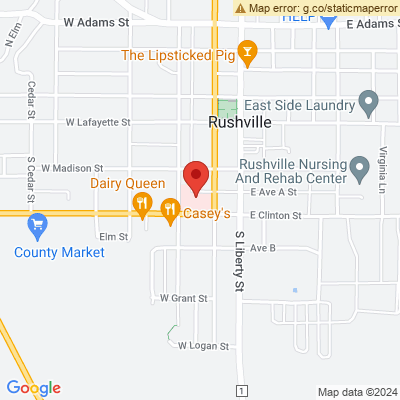 Map error: g.co/staticmaperror
W Adams St
E Adams St
HELP
N Elm
The Lipsticked Pig
Cedar St
East Side Laundry
W Lafayette St
Rushville
S Cedar St
W Madison St
Rushville Nursing
And Rehab Center
Virginia Ln
Dairy Queen
E Ave A St
Casey's
E Clinton St
Elm St
County Market
Ave B
S Liberty St
W Grant St
W Logan St
1
Google
Map data ©2024